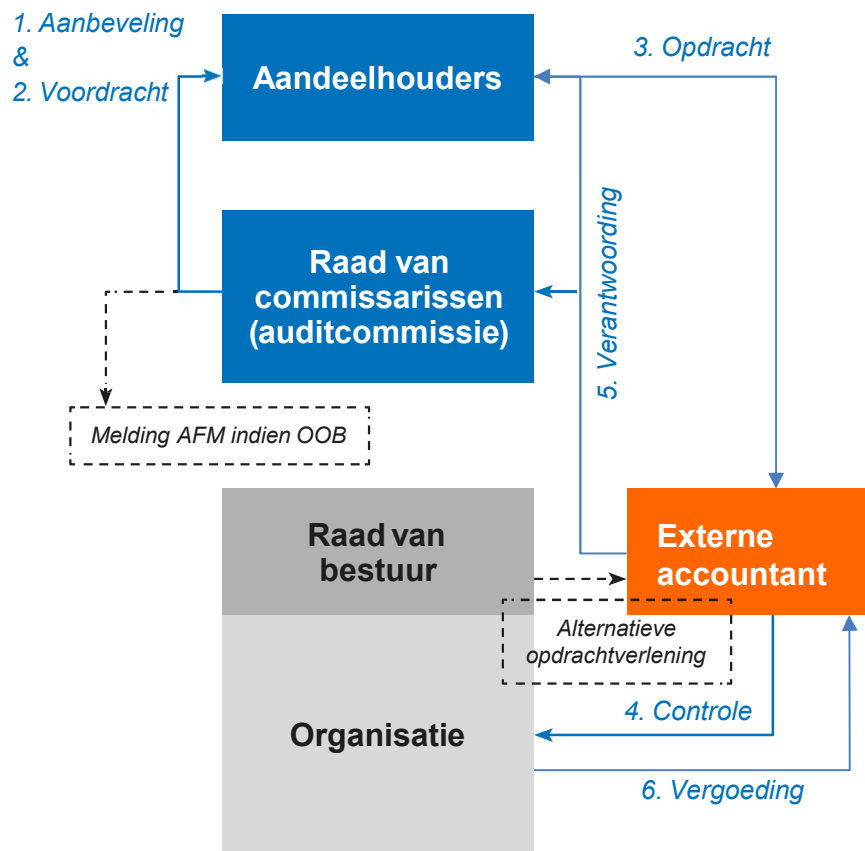 1. Aanbeveling
&
2. Voordracht
Aandeelhouders
3. Opdracht
Raad van
commissarissen
(auditcommissie)
5. Verantwoording
Melding AFM indien OOB
Raad van
bestuur
Externe
accountant
Alternatieve
opdrachtverlening
Organisatie
4. Controle
6. Vergoeding